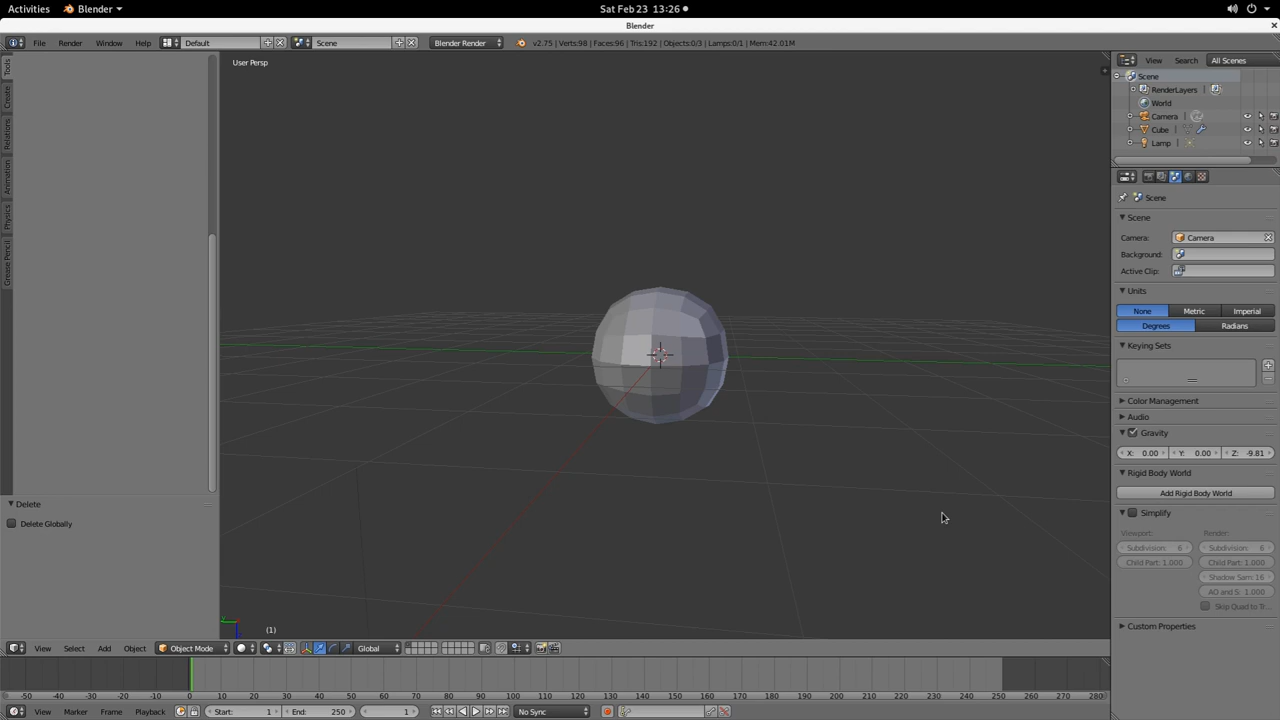 Activities Blender Sat Feb 23 13:26
Blender
File Render Window Help Default Scene Blender Render v2.75 | Verts:98 | Faces:96 | Tris:192 | Objects:0/3 | Lamps:0/1 | Mem:42.01M
View Search All Scenes
User Persp
Tools
Create
Relations
Animation
Physics
Grease Pencil
Scene
RenderLayers
World
Camera
Cube
Lamp
Scene
Scene
Camera: Camera
Background:
Active Clip:
Units
None Metric Imperial
Degrees Radians
Keying Sets
Color Management
Audio
Gravity
X: 0.00 Y: 0.00 Z: -9.81
Rigid Body World
Add Rigid Body World
Simplify
Viewport: Render:
Subdivision: 6 Subdivision: 6
Child Part: 1.000 Child Part: 1.000
Shadow Sam: 16
AO and S: 1.000
Skip Quad to Tr...
Custom Properties
Delete
Delete Globally
(1)
View Select Add Object Object Mode Global
-50 -40 -30 -20 -10 0 10 20 30 40 50 60 70 80 90 100 110 120 130 140 150 160 170 180 190 200 210 220 230 240 250 260 270 280
View Marker Frame Playback Start: 1 End: 250 1 No Sync